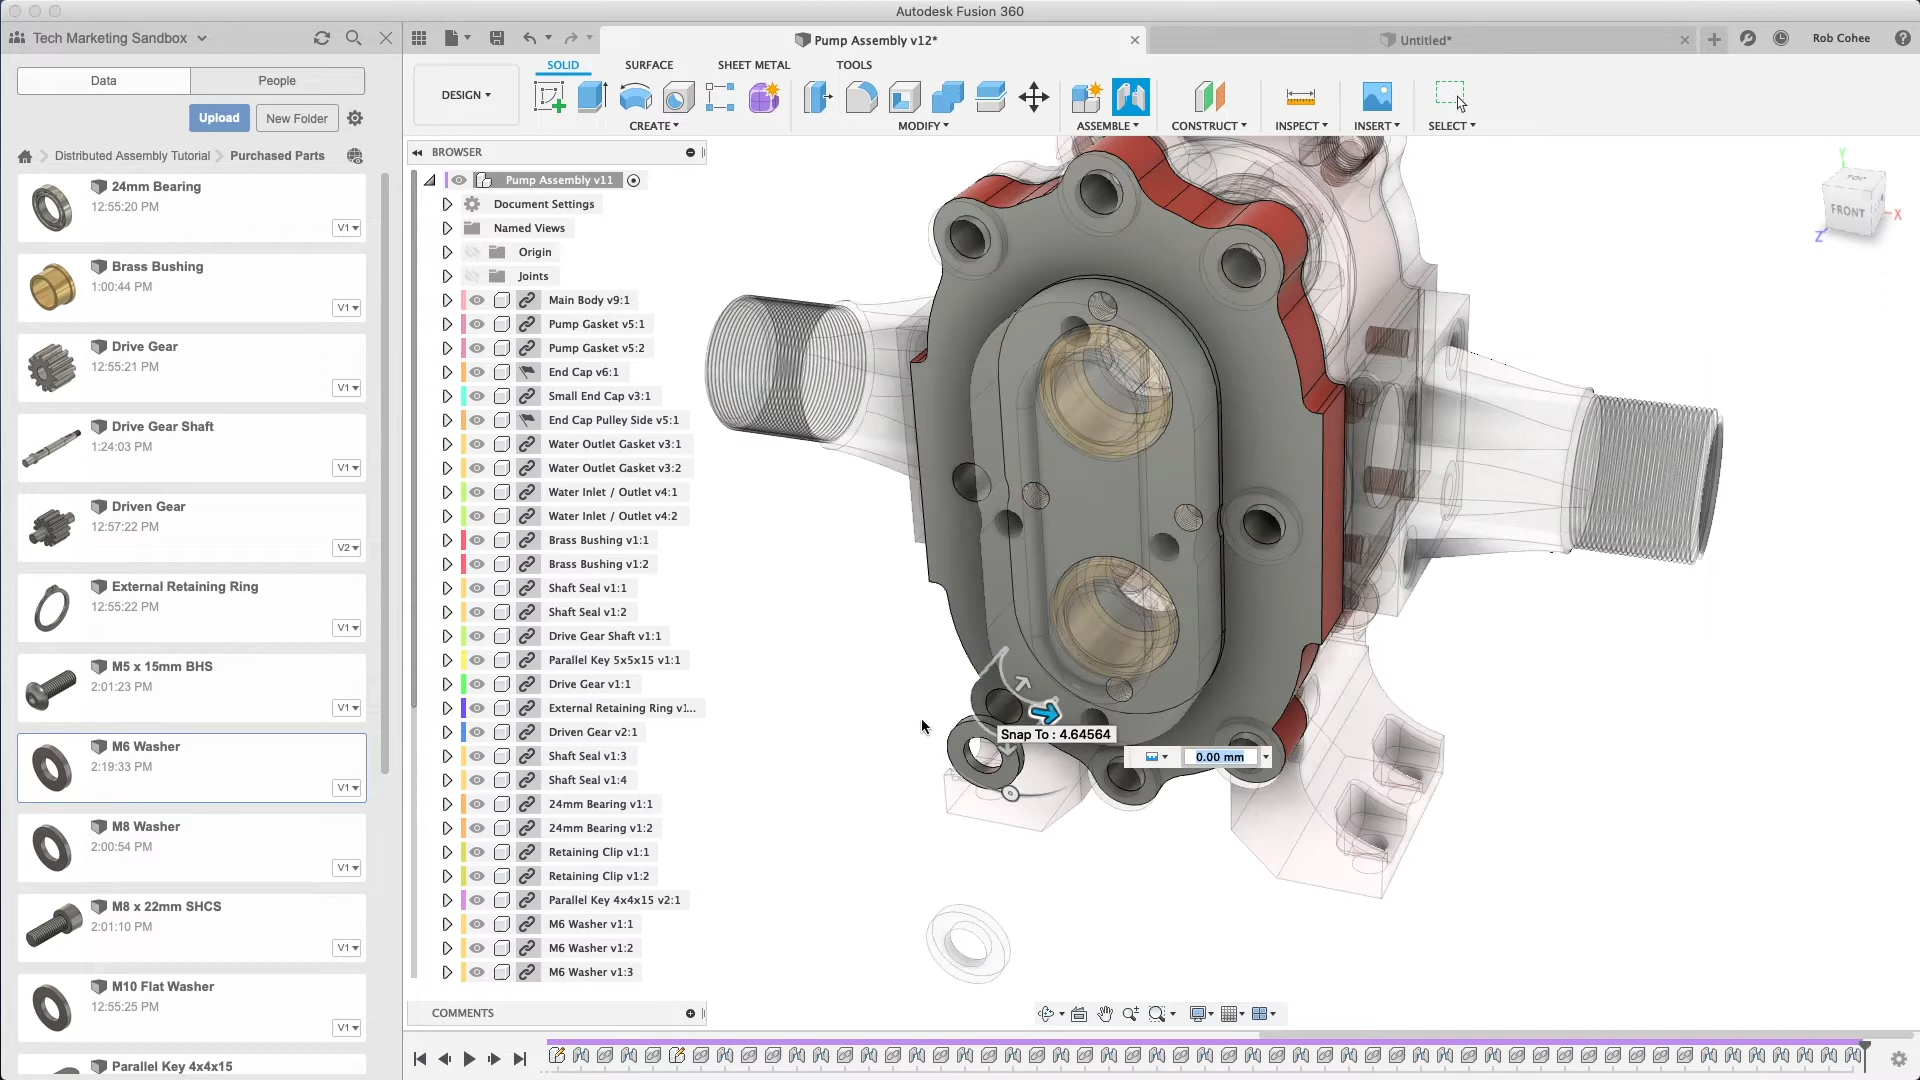 Autodesk Fusion 360
Tech Marketing Sandbox
Pump Assembly v12*
Untitled*
Rob Cohee
Data
People
Upload
New Folder
Distributed Assembly Tutorial
Purchased Parts
24mm Bearing
12:55:20 PM
V1
Brass Bushing
1:00:44 PM
V1
Drive Gear
12:55:21 PM
V1
Drive Gear Shaft
1:24:03 PM
V1
Driven Gear
12:57:22 PM
V2
External Retaining Ring
12:55:22 PM
V1
M5 x 15mm BHS
2:01:23 PM
V1
M6 Washer
2:19:33 PM
V1
M8 Washer
2:00:54 PM
V1
M8 x 22mm SHCS
2:01:10 PM
V1
M10 Flat Washer
12:55:25 PM
V1
Parallel Key 4x4x15
DESIGN
SOLID
SURFACE
SHEET METAL
TOOLS
CREATE
MODIFY
ASSEMBLE
CONSTRUCT
INSPECT
INSERT
SELECT
BROWSER
Pump Assembly v11
Document Settings
Named Views
Origin
Joints
Main Body v9:1
Pump Gasket v5:1
Pump Gasket v5:2
End Cap v6:1
Small End Cap v3:1
End Cap Pulley Side v5:1
Water Outlet Gasket v3:1
Water Outlet Gasket v3:2
Water Inlet / Outlet v4:1
Water Inlet / Outlet v4:2
Brass Bushing v1:1
Brass Bushing v1:2
Shaft Seal v1:1
Shaft Seal v1:2
Drive Gear Shaft v1:1
Parallel Key 5x5x15 v1:1
Drive Gear v1:1
External Retaining Ring v1...
Driven Gear v2:1
Shaft Seal v1:3
Shaft Seal v1:4
24mm Bearing v1:1
24mm Bearing v1:2
Retaining Clip v1:1
Retaining Clip v1:2
Parallel Key 4x4x15 v2:1
M6 Washer v1:1
M6 Washer v1:2
M6 Washer v1:3
COMMENTS
Snap To : 4.64564
0.00 mm
Y
TOP
FRONT
X
Z